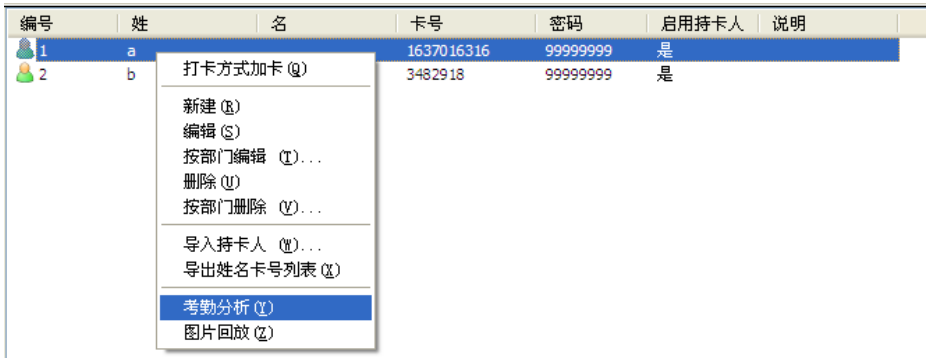 编号 姓 名 卡号 密码 启用持卡人 说明
1 a 1637016316 99999999 是
2 b 3482918 99999999 是
打卡方式加卡(Q)
新建(R)
编辑(S)
按部门编辑 (T)...
删除(U)
按部门删除 (V)...
导入持卡人 (W)...
导出姓名卡号列表(X)
考勤分析(Y)
图片回放(Z)